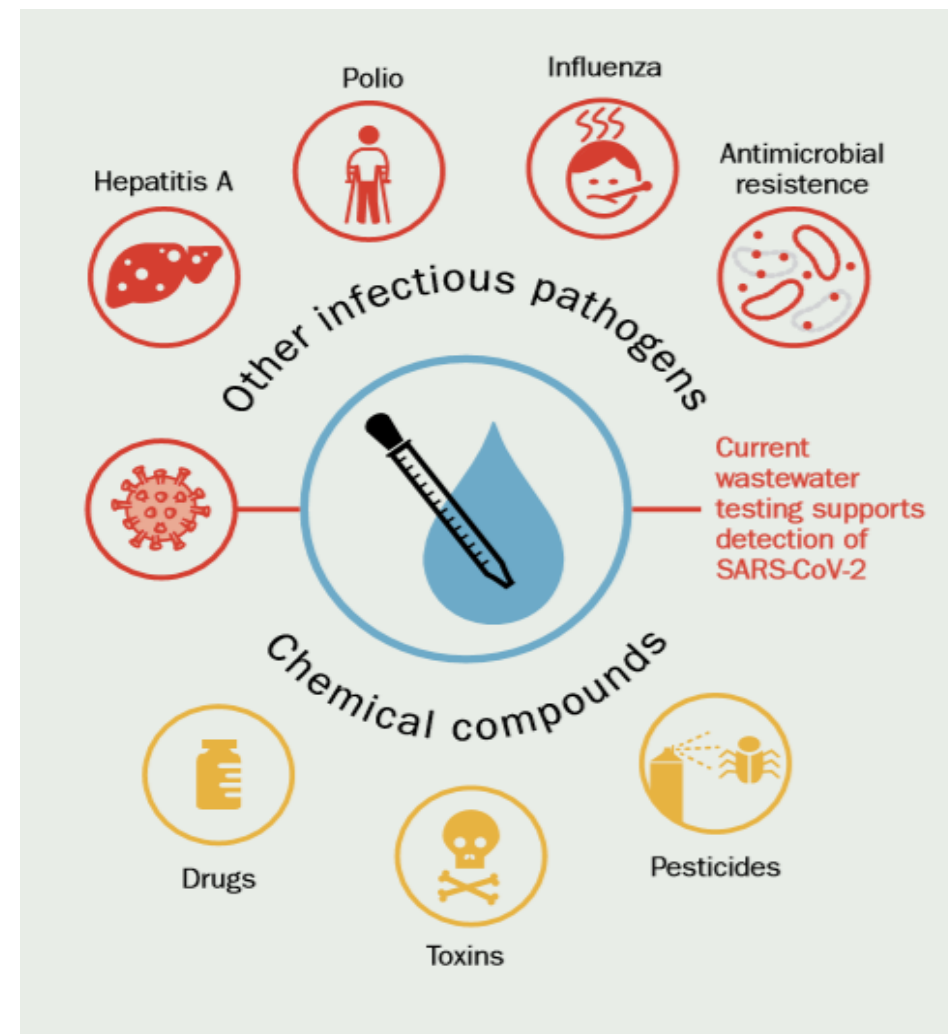 Polio
Influenza
Hepatitis A
Antimicrobial
resistence
Other infectious pathogens
Current
wastewater
testing supports
detection of
SARS-CoV-2
Chemical compounds
Drugs
Toxins
Pesticides